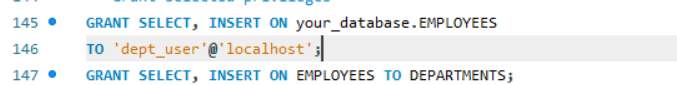 145 GRANT SELECT, INSERT ON your_database.EMPLOYEES
146 TO 'dept_user'@'localhost';
147 GRANT SELECT, INSERT ON EMPLOYEES TO DEPARTMENTS;